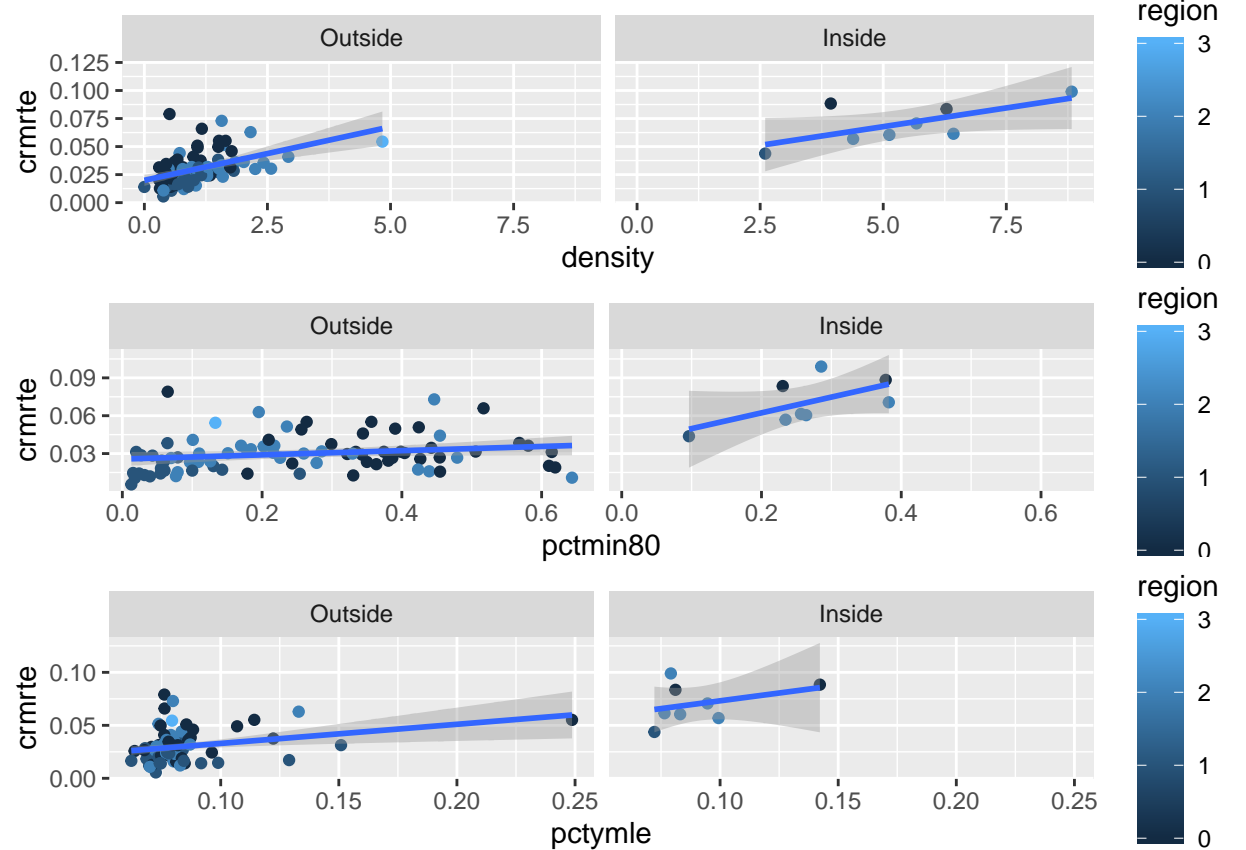 region
Outside Inside
crmrte
0.125
0.100
0.075
0.050
0.025
0.000
0.0 2.5 5.0 7.5 0.0 2.5 5.0 7.5
density
3
2
1
0
region
Outside Inside
crmrte
0.09
0.06
0.03
0.0 0.2 0.4 0.6 0.0 0.2 0.4 0.6
pctmin80
3
2
1
0
region
Outside Inside
crmrte
0.10
0.05
0.00
0.10 0.15 0.20 0.25 0.10 0.15 0.20 0.25
pctymle
3
2
1
0